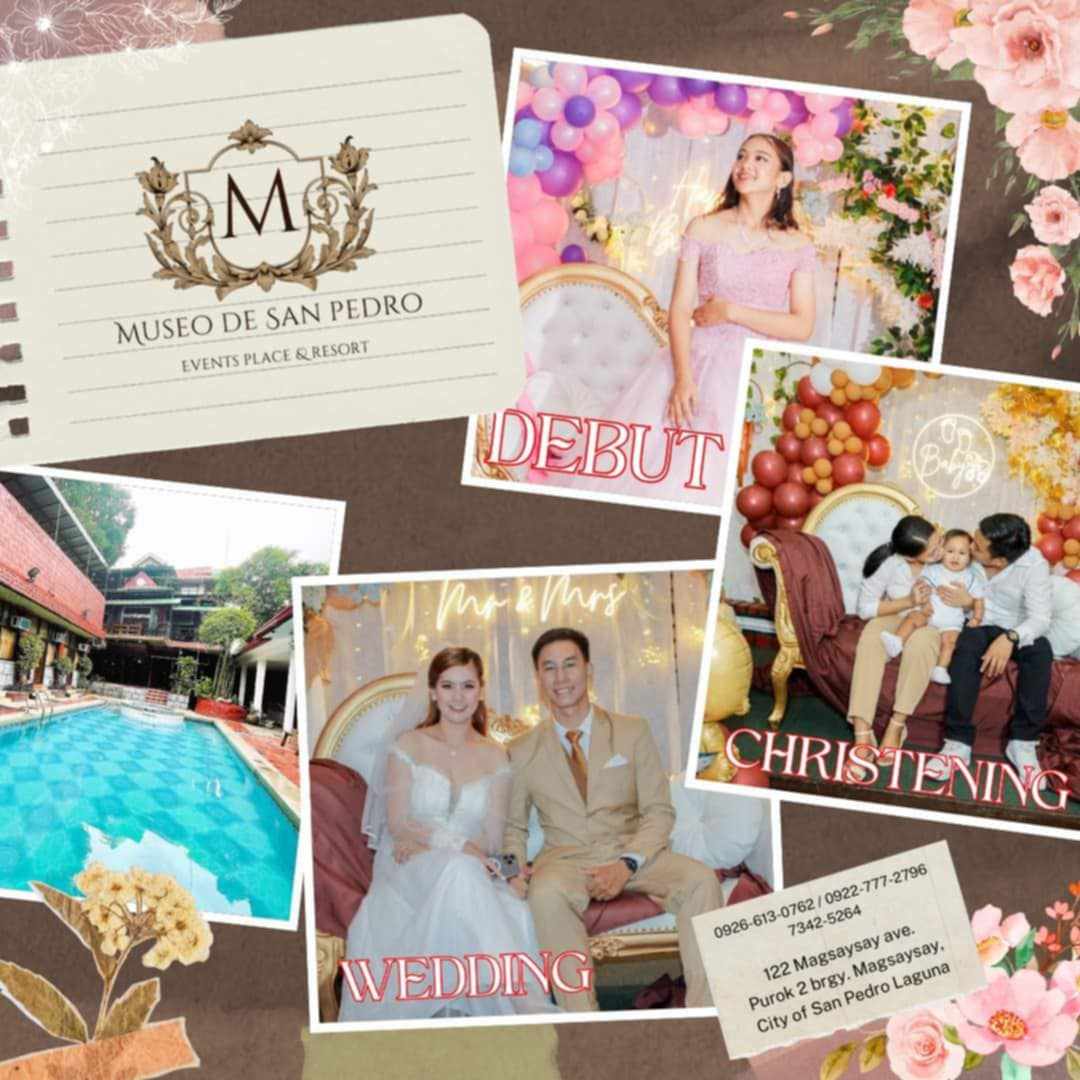 M
MUSEO DE SAN PEDRO
EVENTS PLACE & RESORT
DEBUT
Baby
CHRISTENING
Mr & Mrs
WEDDING
0926-613-0762 / 0922-777-2796
7342-5264
122 Magsaysay ave.
Purok 2 brgy. Magsaysay,
City of San Pedro Laguna